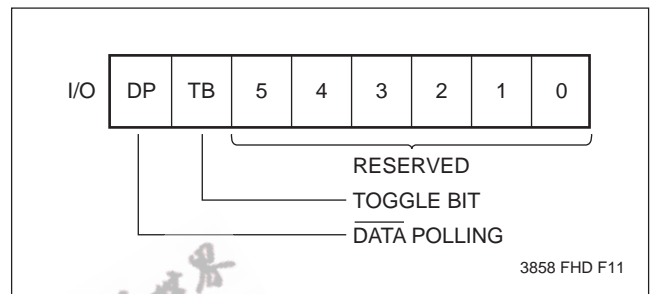 I/O DP TB 5 4 3 2 1 0
RESERVED
TOGGLE BIT
DATA POLLING
3858 FHD F11